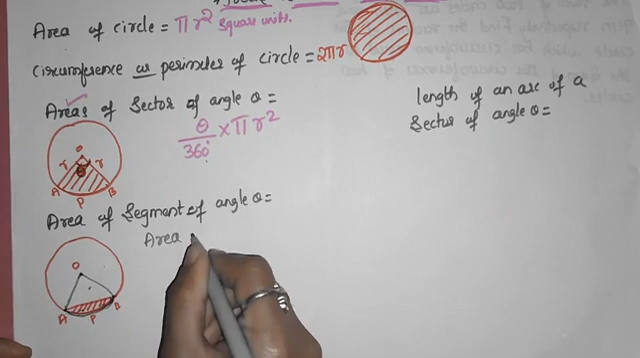 Area of circle = πr² square units.
circumference or perimeter of circle = 2πr
Areas of Sector of angle θ =
θ/360° × πr²
O
r r
θ
A B
P
length of an arc of a
Sector of angle θ =
Area of Segment of angle θ =
Area
O
A P B